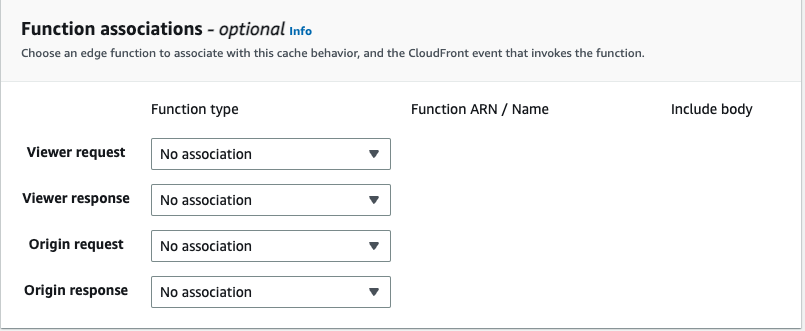 Function associations - optional Info
Choose an edge function to associate with this cache behavior, and the CloudFront event that invokes the function.
Function type Function ARN / Name Include body
Viewer request No association
Viewer response No association
Origin request No association
Origin response No association